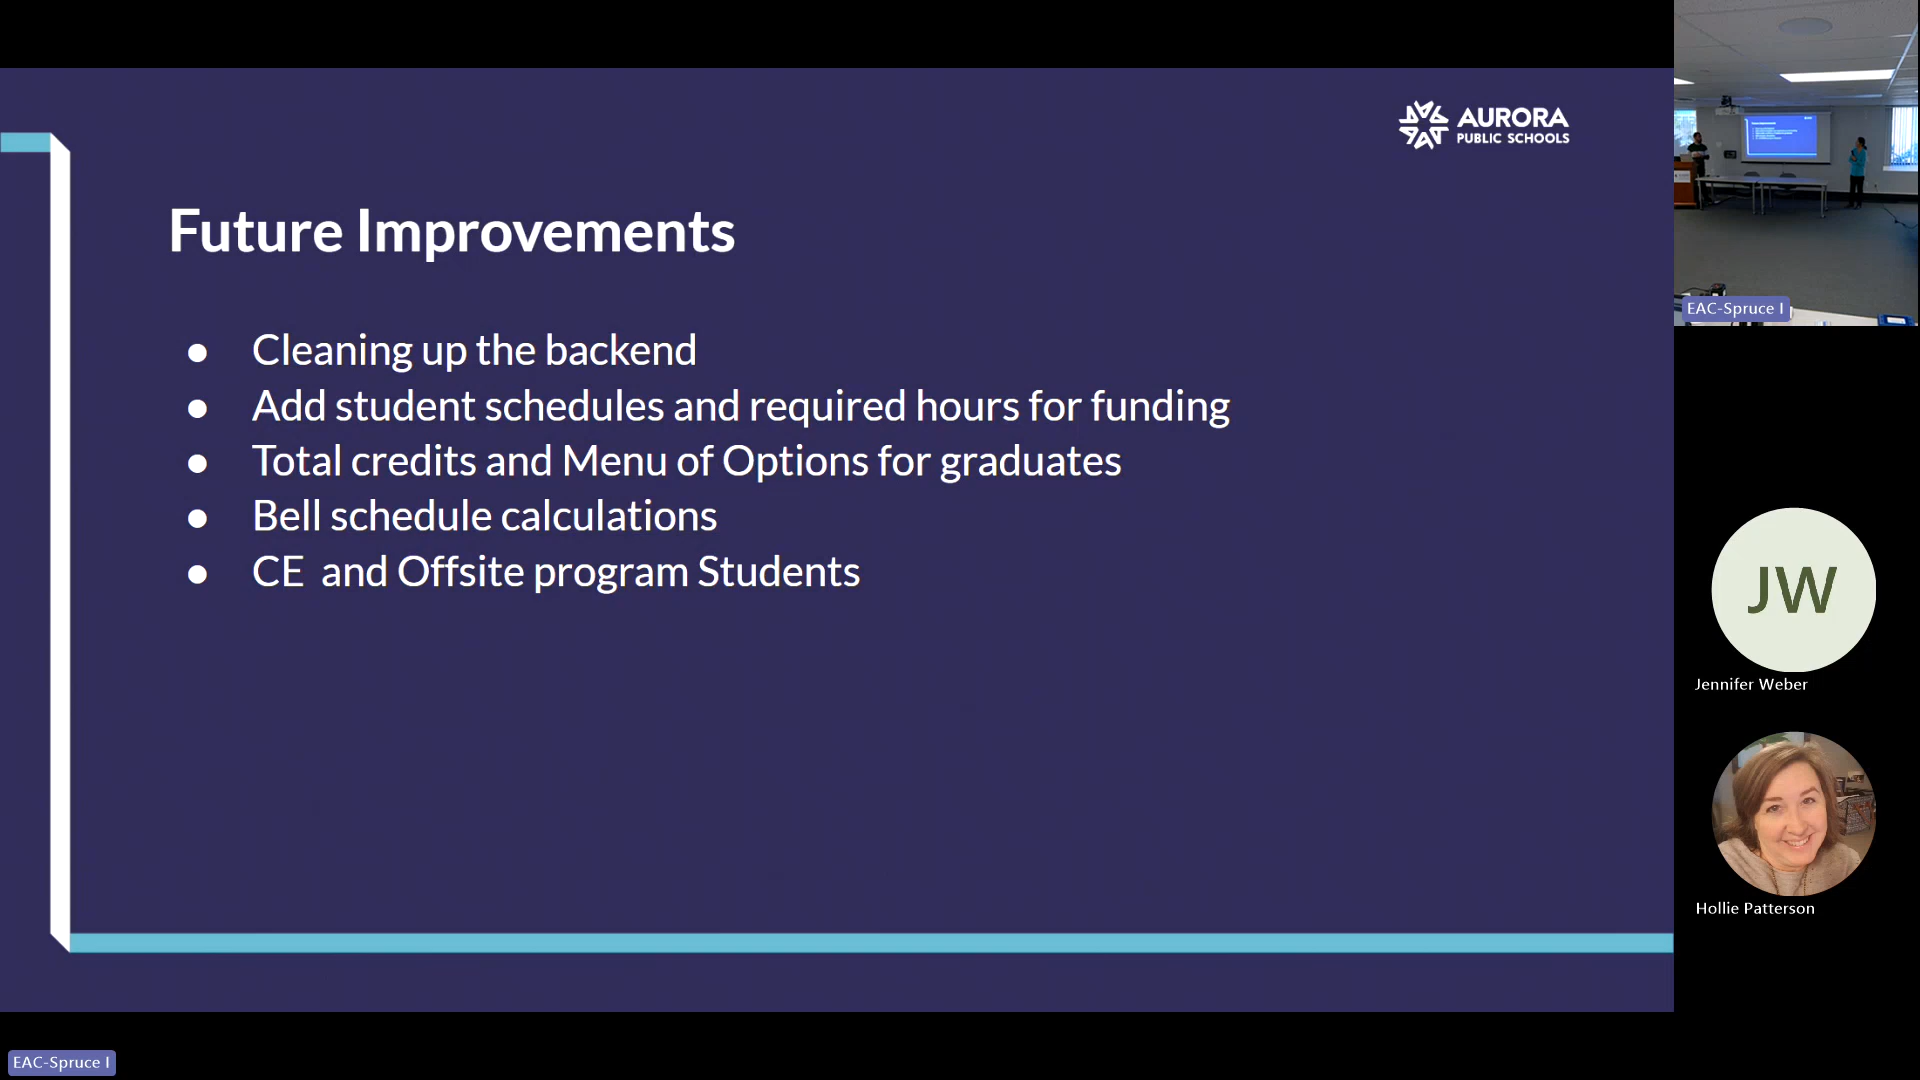 AURORA
PUBLIC SCHOOLS
Future Improvements
● Cleaning up the backend
● Add student schedules and required hours for funding
● Total credits and Menu of Options for graduates
● Bell schedule calculations
● CE and Offsite program Students
EAC-Spruce I
JW
Jennifer Weber
Hollie Patterson
EAC-Spruce I